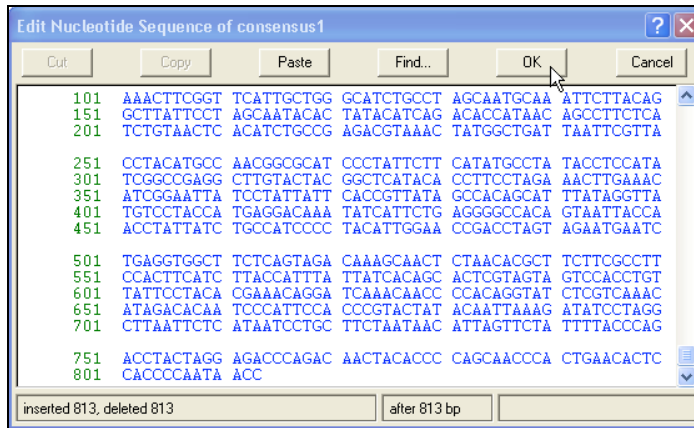 Edit Nucleotide Sequence of consensus1
Cut Copy Paste Find... OK Cancel
101 AAACTTCGGT TCATTGCTGG GCATCTGCCT AGCAATGCAA ATTCTTACAG
151 GCTTATTCCT AGCAATACAC TATACATCAG ACACCATAAC AGCCTTCTCA
201 TCTGTAACTC ACATCTGCCG AGACGTAAAC TATGGCTGAT TAATTCGTTA
251 CCTACATGCC AACGGCGCAT CCCTATTCTT CATATGCCTA TACCTCCATA
301 TCGGCCGAGG CTTGTACTAC GGCTCATACA CCTTCCTAGA AACTTGAAAC
351 ATCGGAATTA TCCTATTATT CACCGTTATA GCCACAGCAT TTATAGGTTA
401 TGTCCTACCA TGAGGACAAA TATCATTCTG AGGGGCCACA GTAATTACCA
451 ACCTATTATC TGCCATCCCC TACATTGGAA CCGACCTAGT AGAATGAATC
501 TGAGGTGGCT TCTCAGTAGA CAAAGCAACT CTAACACGCT TCTTCGCCTT
551 CCACTTCATC TTACCATTTA TTATCACAGC ACTCGTAGTA GTCCACCTGT
601 TATTCCTACA CGAAACAGGA TCAAACAACC CCACAGGTAT CTCGTCAAAC
651 ATAGACACAA TCCCATTCCA CCCGTACTAT ACAATTAAAG ATATCCTAGG
701 CTTAATTCTC ATAATCCTGC TTCTAATAAC ATTAGTTCTA TTTTACCCAG
751 ACCTACTAGG AGACCCAGAC AACTACACCC CAGCAACCCA CTGAACACTC
801 CACCCCAATA ACC
inserted 813, deleted 813 after 813 bp